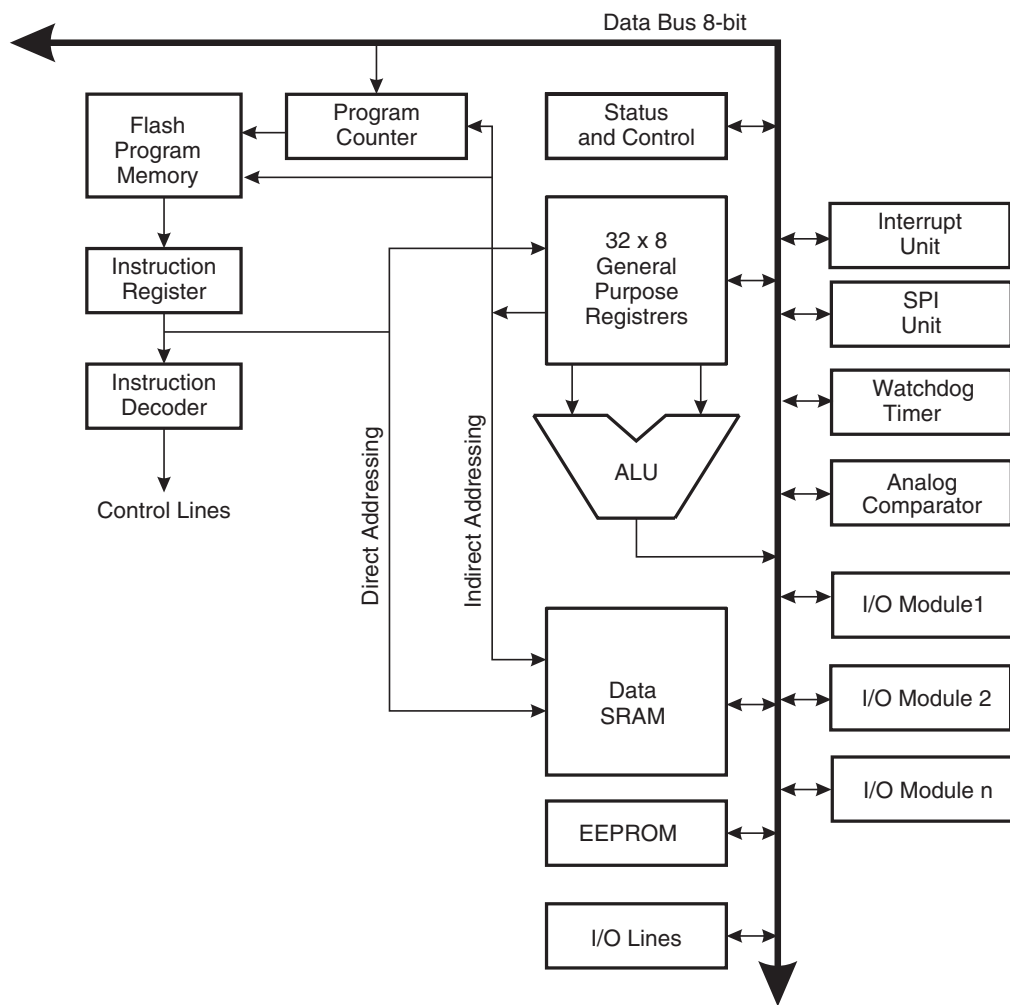 Data Bus 8-bit
Flash
Program
Memory
Program
Counter
Status
and Control
Interrupt
Unit
32 x 8
General
Purpose
Registrers
Instruction
Register
SPI
Unit
Instruction
Decoder
Watchdog
Timer
ALU
Analog
Comparator
Control Lines
Direct Addressing
Indirect Addressing
I/O Module1
Data
SRAM
I/O Module 2
I/O Module n
EEPROM
I/O Lines